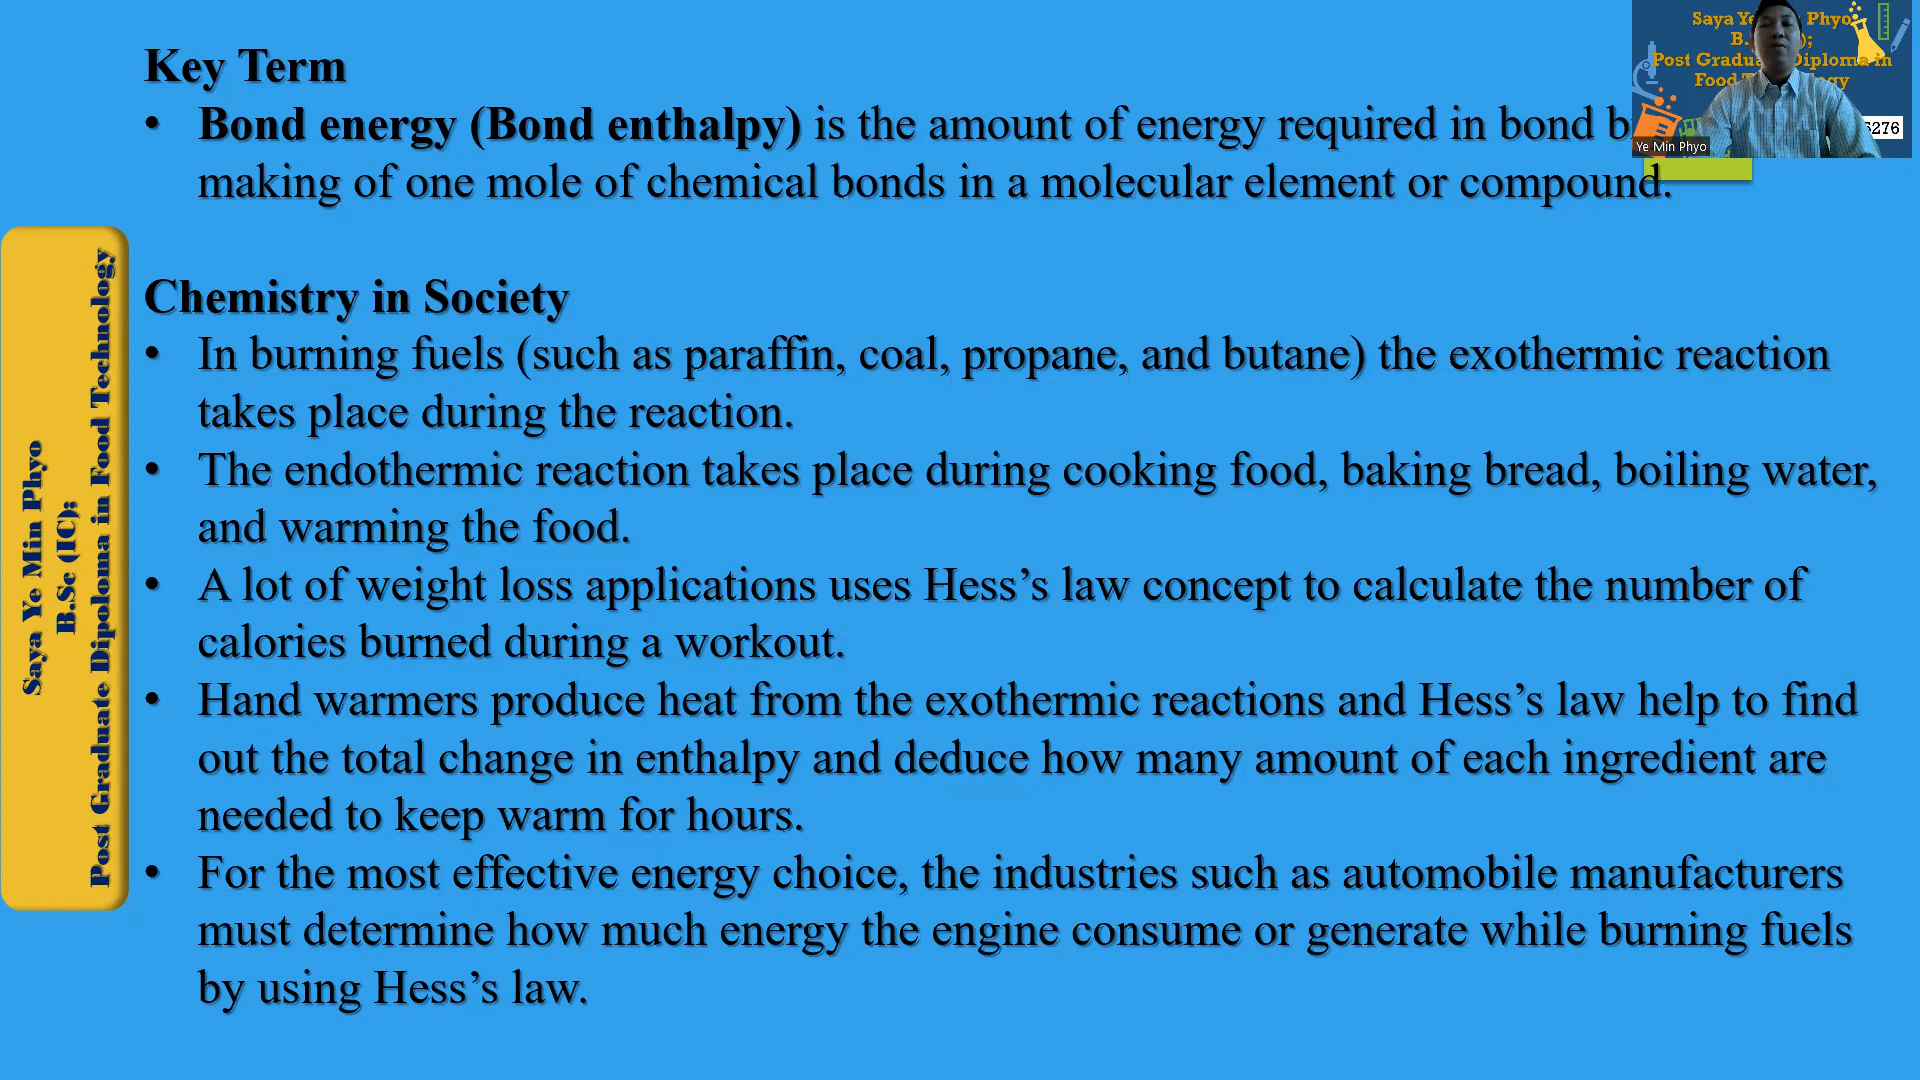 Key Term
• Bond energy (Bond enthalpy) is the amount of energy required in bond
making of one mole of chemical bonds in a molecular element or compound.
Chemistry in Society
• In burning fuels (such as paraffin, coal, propane, and butane) the exothermic reaction
takes place during the reaction.
• The endothermic reaction takes place during cooking food, baking bread, boiling water,
and warming the food.
• A lot of weight loss applications uses Hess’s law concept to calculate the number of
calories burned during a workout.
• Hand warmers produce heat from the exothermic reactions and Hess’s law help to find
out the total change in enthalpy and deduce how many amount of each ingredient are
needed to keep warm for hours.
• For the most effective energy choice, the industries such as automobile manufacturers
must determine how much energy the engine consume or generate while burning fuels
by using Hess’s law.
Saya Ye Min Phyo
B.Sc (IC);
Post Graduate Dipoloma in Food Technology
Saya Phyo
Post Diploma in
Food
Ye Min Phyo